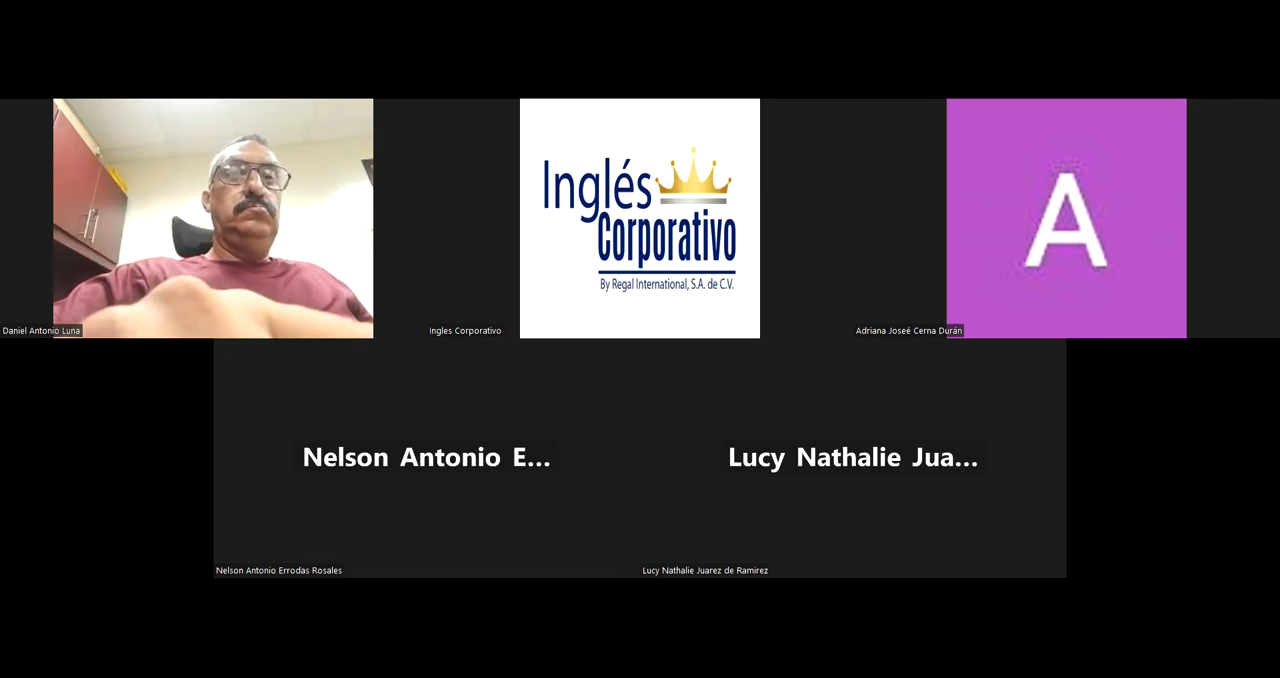 Inglés
Corporativo
By Regal International, S.A. de C.V.
A
Daniel Antonio Luna
Ingles Corporativo
Adriana Joseé Cerna Durán
Nelson Antonio E...
Lucy Nathalie Jua...
Nelson Antonio Errodas Rosales
Lucy Nathalie Juarez de Ramirez